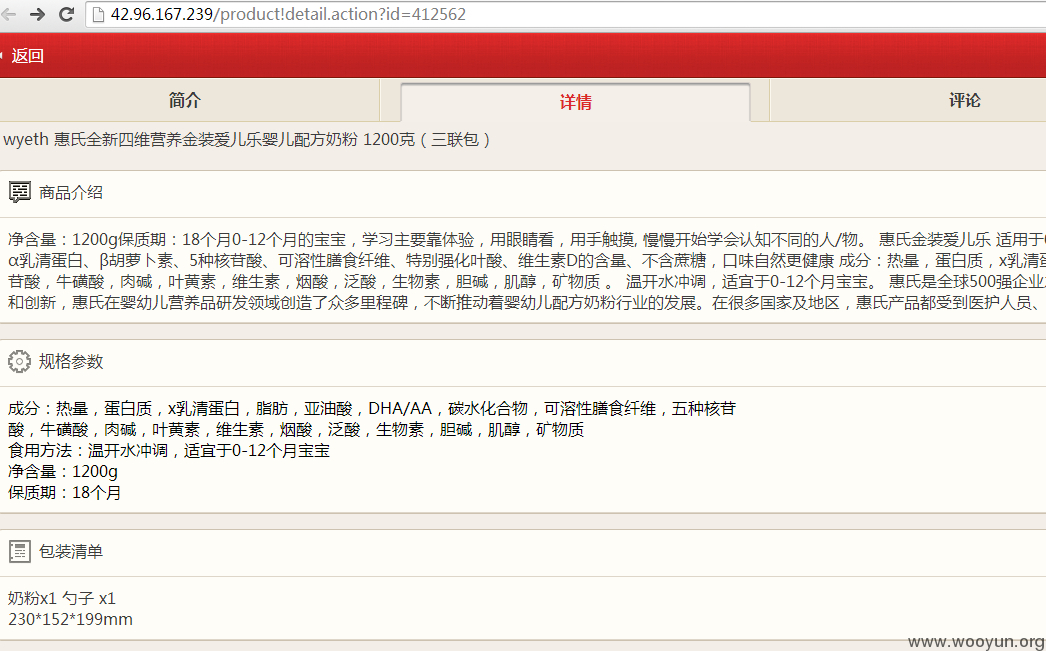 42.96.167.239/product!detail.action?id=412562
返回
简介 详情 评论
wyeth 惠氏全新四维营养金装爱儿乐婴儿配方奶粉 1200克（三联包）
商品介绍
净含量：1200g保质期：18个月0-12个月的宝宝，学习主要靠体验，用眼睛看，用手触摸, 慢慢开始学会认知不同的人/物。 惠氏金装爱儿乐 适用于
α乳清蛋白、β胡萝卜素、5种核苷酸、可溶性膳食纤维、特别强化叶酸、维生素D的含量、不含蔗糖，口味自然更健康 成分：热量，蛋白质，x乳清蛋
苷酸，牛磺酸，肉碱，叶黄素，维生素，烟酸，泛酸，生物素，胆碱，肌醇，矿物质 。 温开水冲调，适宜于0-12个月宝宝。 惠氏是全球500强企业
和创新，惠氏在婴幼儿营养品研发领域创造了众多里程碑，不断推动着婴幼儿配方奶粉行业的发展。在很多国家及地区，惠氏产品都受到医护人员、
规格参数
成分：热量，蛋白质，x乳清蛋白，脂肪，亚油酸，DHA/AA，碳水化合物，可溶性膳食纤维，五种核苷
酸，牛磺酸，肉碱，叶黄素，维生素，烟酸，泛酸，生物素，胆碱，肌醇，矿物质
食用方法：温开水冲调，适宜于0-12个月宝宝
净含量：1200g
保质期：18个月
包装清单
奶粉x1 勺子 x1
230*152*199mm
www.wooyun.org